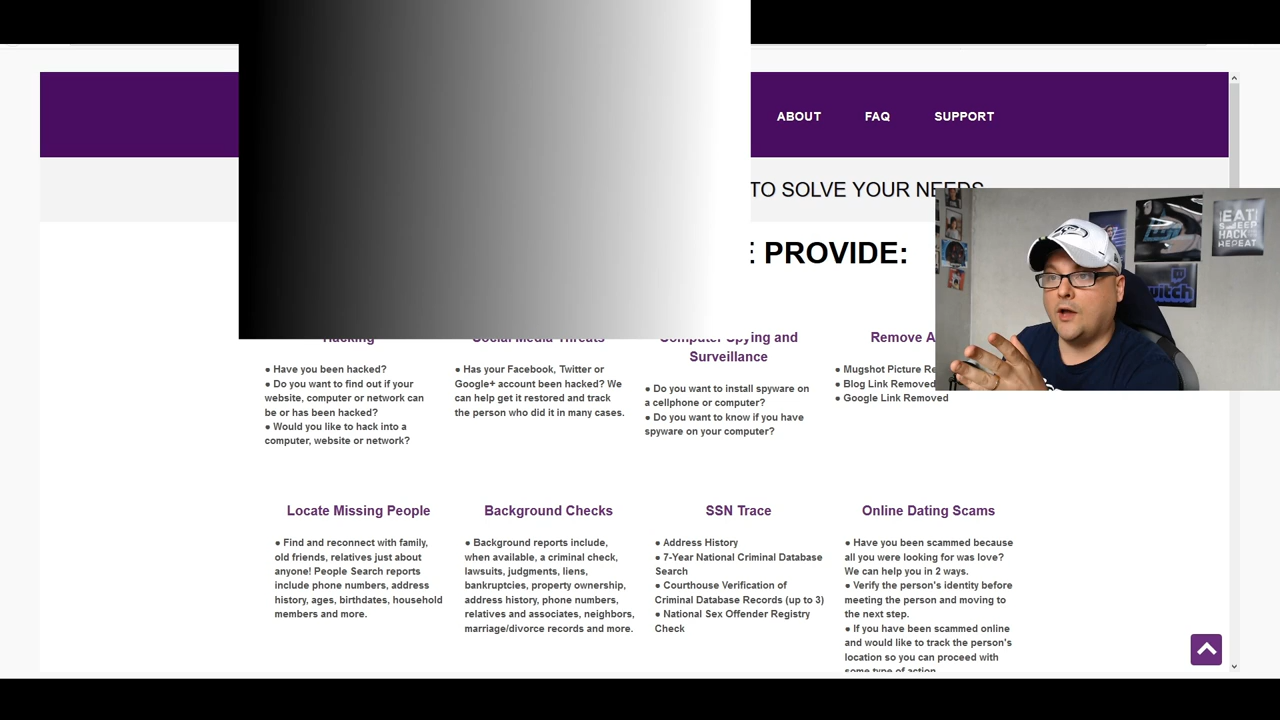 ABOUT FAQ SUPPORT
TO SOLVE YOUR NEEDS
PROVIDE:
Hacking
Social Media Threats
Computer Spying and
Surveillance
Remove
● Have you been hacked?
● Do you want to find out if your
website, computer or network can
be or has been hacked?
● Would you like to hack into a
computer, website or network?
● Has your Facebook, Twitter or
Google+ account been hacked? We
can help get it restored and track
the person who did it in many cases.
● Do you want to install spyware on
a cellphone or computer?
● Do you want to know if you have
spyware on your computer?
● Mugshot Picture
● Blog Link Removed
● Google Link Removed
EAT
SLEEP
HACK
REPEAT
twitch
Locate Missing People
● Find and reconnect with family,
old friends, relatives just about
anyone! People Search reports
include phone numbers, address
history, ages, birthdates, household
members and more.
Background Checks
● Background reports include,
when available, a criminal check,
lawsuits, judgments, liens,
bankruptcies, property ownership,
address history, phone numbers,
relatives and associates, neighbors,
marriage/divorce records and more.
SSN Trace
● Address History
● 7-Year National Criminal Database
Search
● Courthouse Verification of
Criminal Database Records (up to 3)
● National Sex Offender Registry
Check
Online Dating Scams
● Have you been scammed because
all you were looking for was love?
We can help you in 2 ways.
● Verify the person's identity before
meeting the person and moving to
the next step.
● If you have been scammed online
and would like to track the person's
location so you can proceed with
some type of action